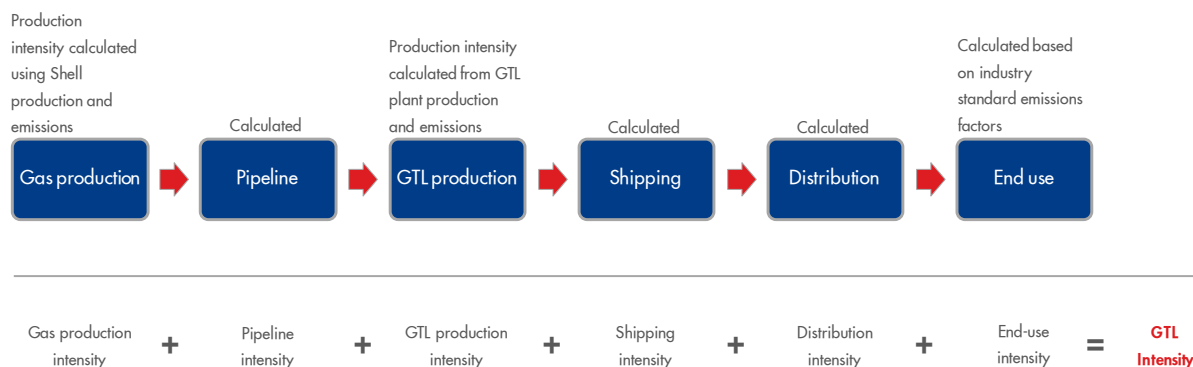 Production
intensity calculated
using Shell
production and
emissions
Calculated
Production intensity
calculated from GTL
plant production
and emissions
Calculated
Calculated
Calculated based
on industry
standard emissions
factors
Gas production
Pipeline
GTL production
Shipping
Distribution
End use
Gas production
intensity
+
Pipeline
intensity
+
GTL production
intensity
+
Shipping
intensity
+
Distribution
intensity
+
End-use
intensity
=
GTL
Intensity